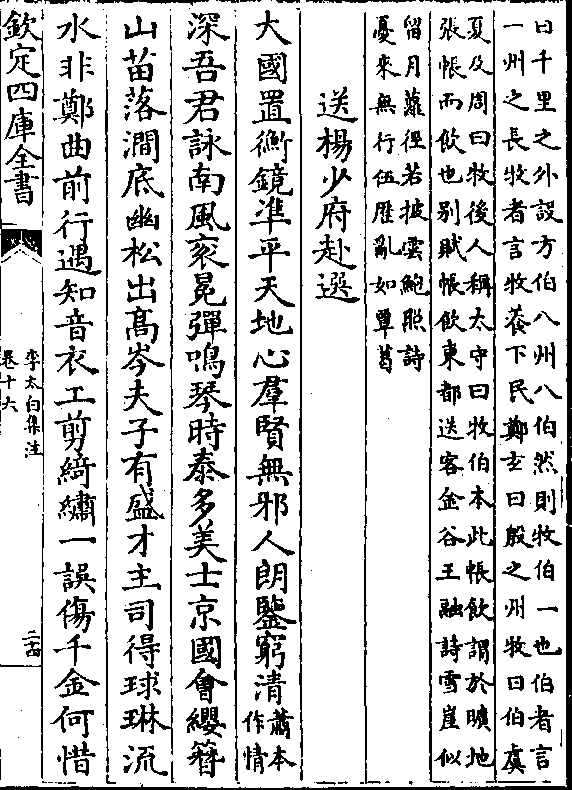 曰千里之外設方伯八州八伯然則牧伯一也伯者言
一州之長牧者言牧養下民鄭玄曰殷之州牧曰伯虞
夏及周曰牧後人稱太守曰牧伯本此帳飲謂於曠地
張帳而飲也别賦帳飲東都送客金谷王融詩雪崖似
留月蘿徑若披雲鮑照詩
憂來無行伍歴亂如覃葛
送楊少府赴選
大國置衡鏡準平天地心羣賢無邪人朗鑒窮清蕭本
作情
深吾君詠南風衮冕彈鳴琴時泰多美士京國㑹纓簪
山苗落澗底幽松出髙岑夫子有盛才主司得球琳流
水非鄭曲前行遇知音衣工剪綺繡一誤傷千金何惜
欽定四庫全書
李太白集注
卷十六
二十四